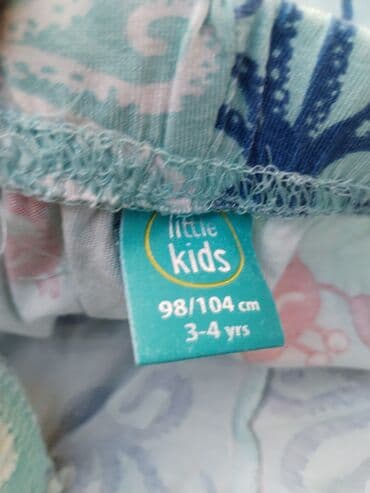 little
kids
98/104 cm
3-4 yrs